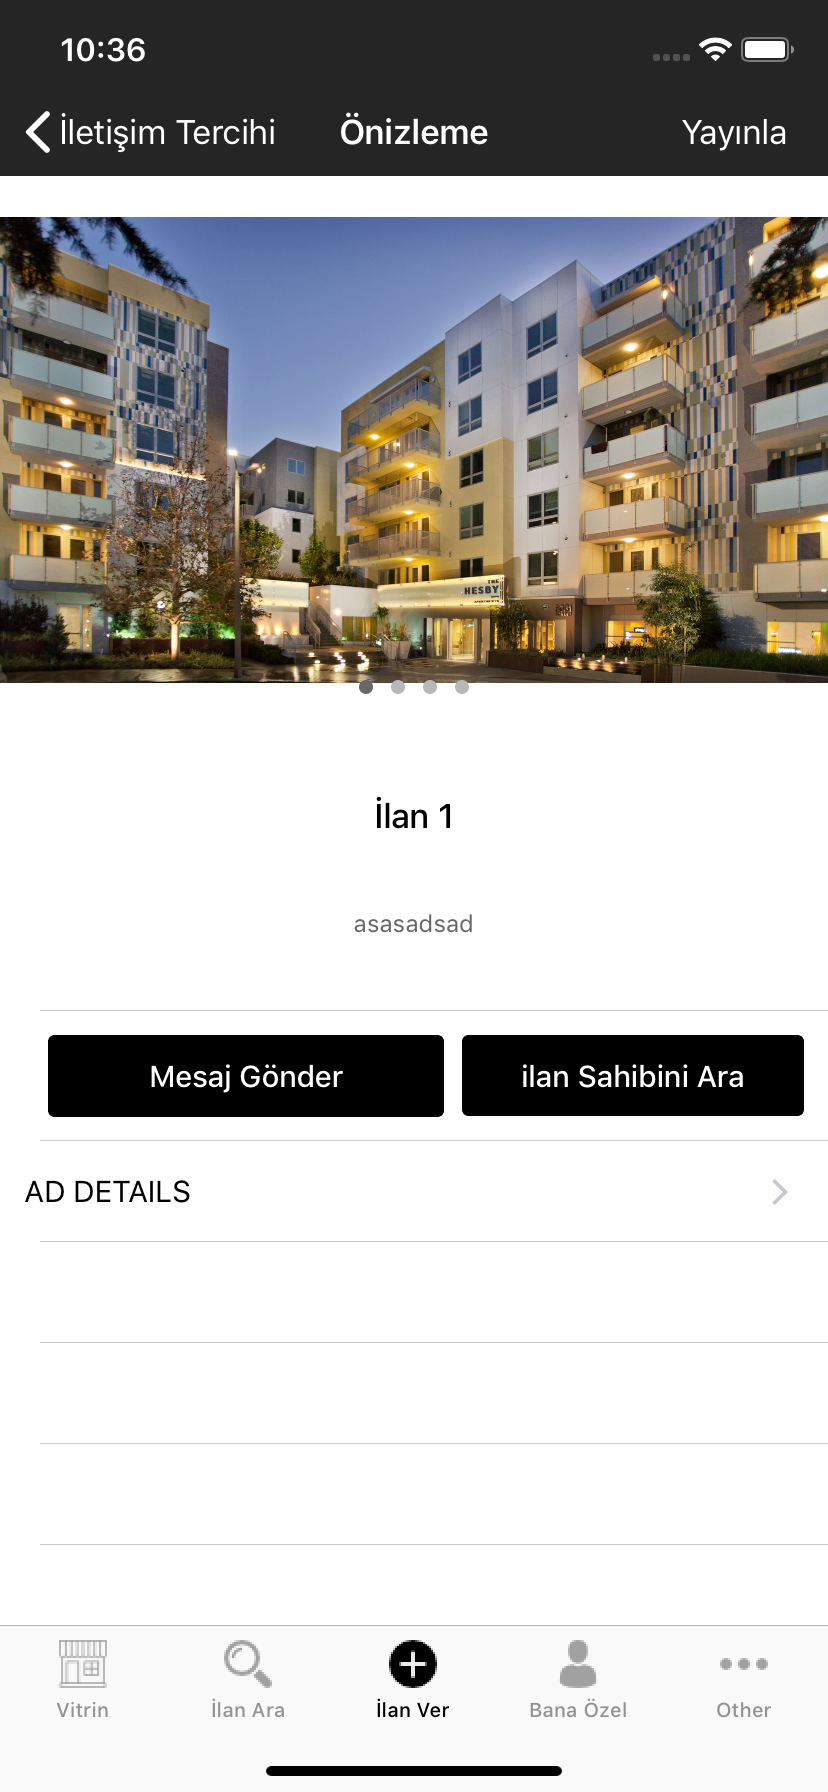 10:36
İletişim Tercihi
Önizleme
Yayınla
THE
HESBY
İlan 1
asasadsad
Mesaj Gönder
ilan Sahibini Ara
AD DETAILS
Vitrin
İlan Ara
İlan Ver
Bana Özel
Other